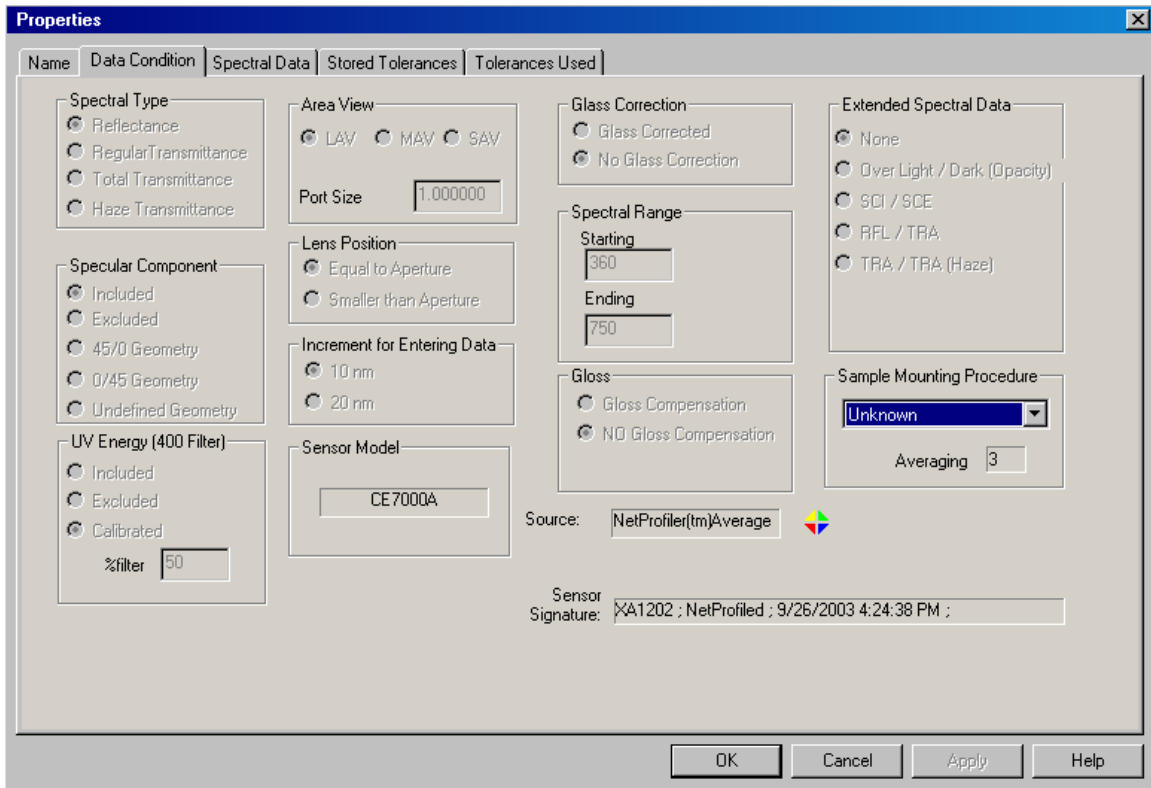 Properties
Name
Data Condition
Spectral Data
Stored Tolerances
Tolerances Used
Spectral Type
Reflectance
RegularTransmittance
Total Transmittance
Haze Transmittance
Specular Component
Included
Excluded
45/0 Geometry
0/45 Geometry
Undefined Geometry
UV Energy (400 Filter)
Included
Excluded
Calibrated
%filter 50
Area View
LAV MAV SAV
Port Size 1.000000
Lens Position
Equal to Aperture
Smaller than Aperture
Increment for Entering Data
10 nm
20 nm
Sensor Model
CE7000A
Glass Correction
Glass Corrected
No Glass Correction
Spectral Range
Starting
360
Ending
750
Gloss
Gloss Compensation
NO Gloss Compensation
Extended Spectral Data
None
Over Light / Dark (Opacity)
SCI / SCE
RFL / TRA
TRA / TRA (Haze)
Sample Mounting Procedure
Unknown
Averaging 3
Source: NetProfiler(tm)Average
Sensor
Signature: XA1202 ; NetProfiled ; 9/26/2003 4:24:38 PM ;
OK
Cancel
Apply
Help